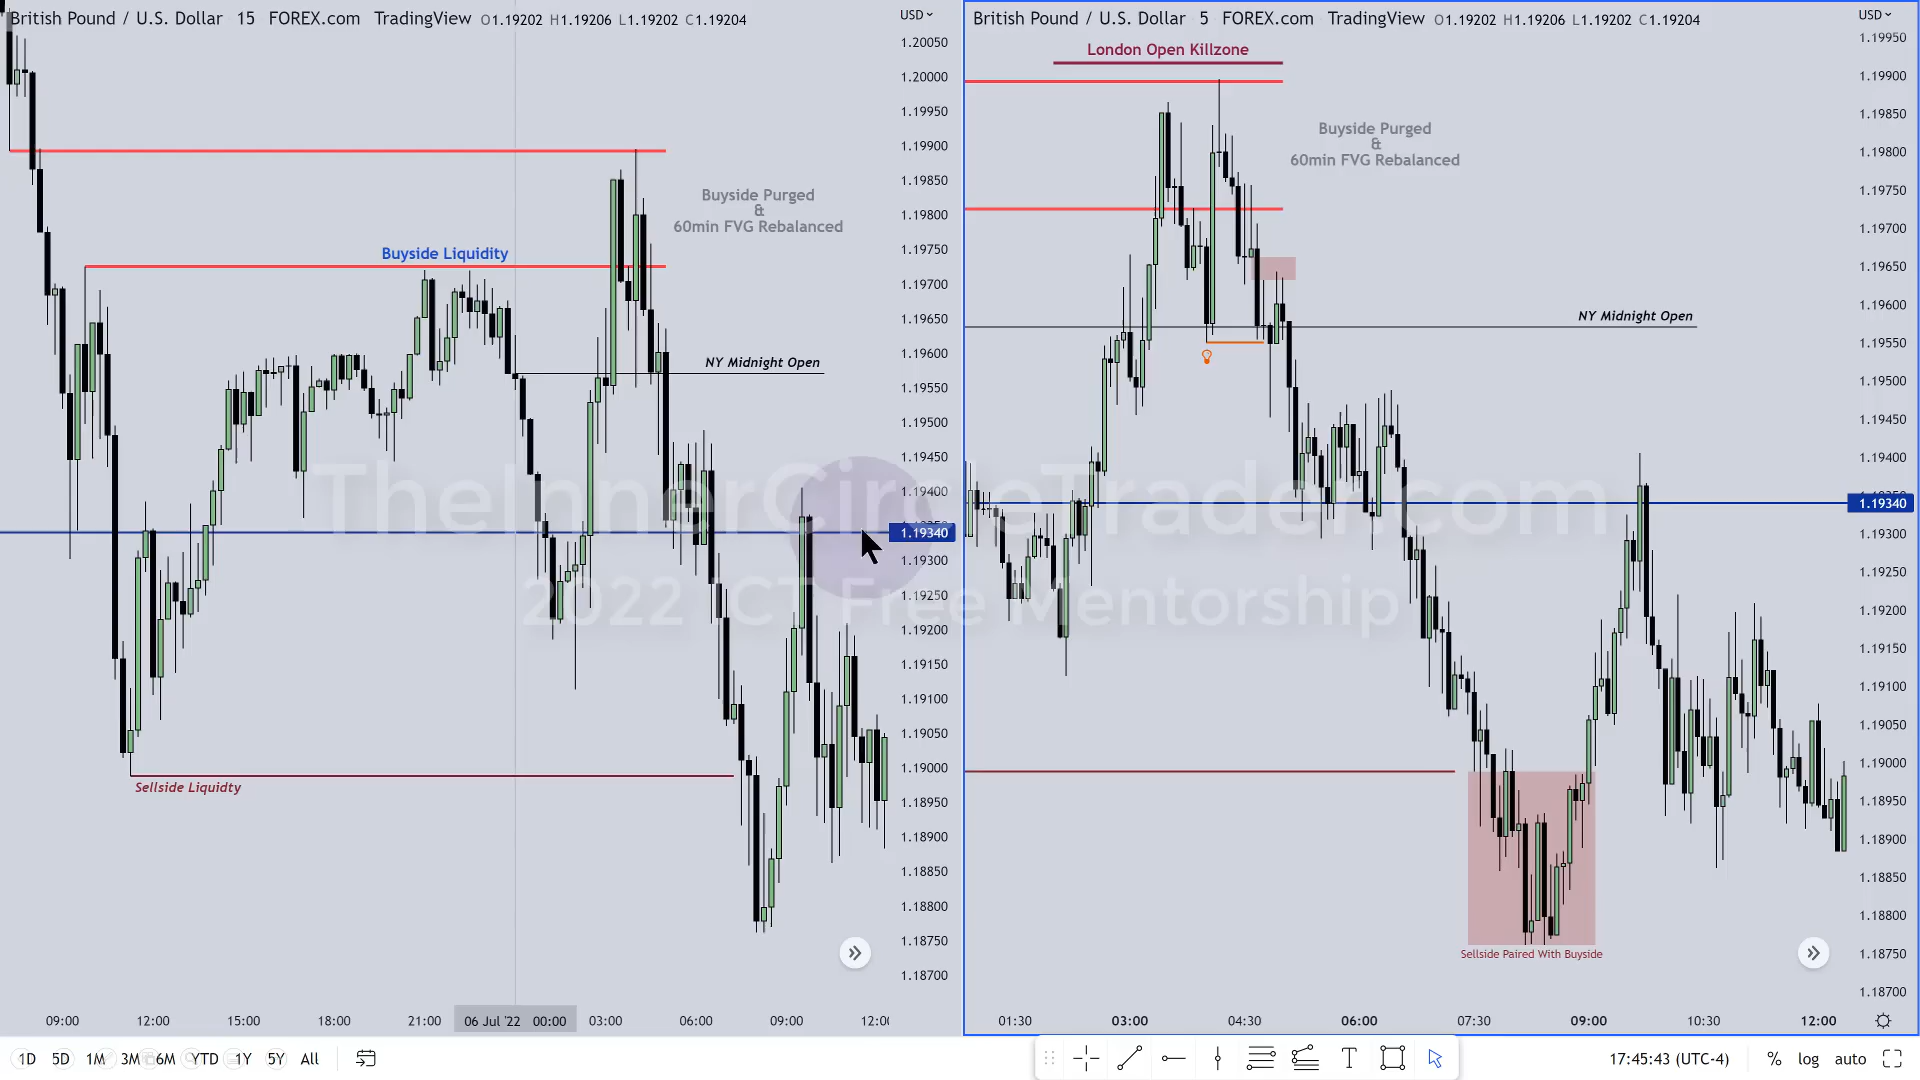 British Pound / U.S. Dollar 15 FOREX.com TradingView O1.19202 H1.19206 L1.19202 C1.19204
USD
1.20050
1.20000
1.19950
1.19900
1.19850
1.19800
1.19750
1.19700
1.19650
1.19600
1.19550
1.19500
1.19450
1.19400
1.19340
1.19300
1.19250
1.19200
1.19150
1.19100
1.19050
1.19000
1.18950
1.18900
1.18850
1.18800
1.18750
1.18700
Buyside Purged
&
60min FVG Rebalanced
Buyside Liquidity
NY Midnight Open
Sellside Liquidty
09:00 12:00 15:00 18:00 21:00 06 Jul '22 00:00 03:00 06:00 09:00 12:00
British Pound / U.S. Dollar 5 FOREX.com TradingView O1.19202 H1.19206 L1.19202 C1.19204
USD
London Open Killzone
1.19950
1.19900
1.19850
1.19800
1.19750
1.19700
1.19650
1.19600
1.19550
1.19500
1.19450
1.19400
1.19340
1.19300
1.19250
1.19200
1.19150
1.19100
1.19050
1.19000
1.18950
1.18900
1.18850
1.18800
1.18750
1.18700
Buyside Purged
&
60min FVG Rebalanced
NY Midnight Open
Sellside Paired With Buyside
01:30 03:00 04:30 06:00 07:30 09:00 10:30 12:00
TheInnerCircleTrader.com
2022 ICT Free Mentorship
1D 5D 1M 3M 6M YTD 1Y 5Y All
T
17:45:43 (UTC-4) % log auto